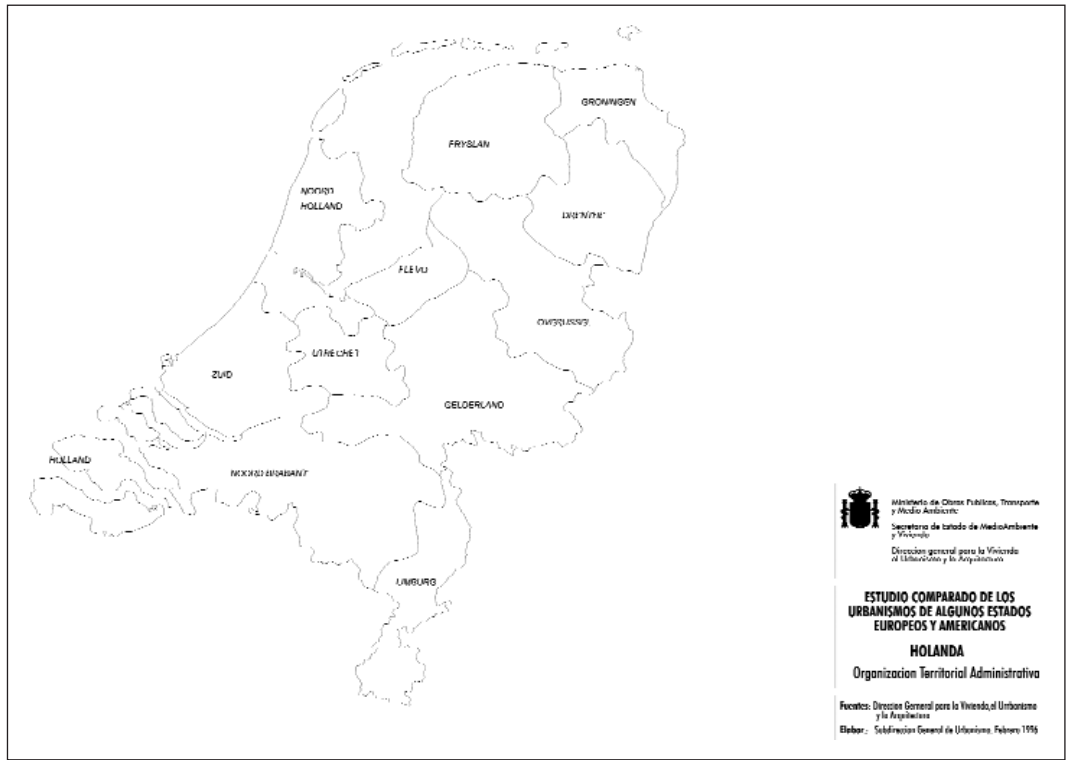 GRONINGEN
FRYSLAN
NOORD
HOLLAND
DRENTHE
FLEVO
OVERIJSSEL
UTRECHET
ZUID
GELDERLAND
HOLLAND
NOORD BRABANT
LIMBURG
Ministerio de Obras Publicas, Transporte
y Medio Ambiente
Secretaria de Estado de MedioAmbiente
y Vivienda
Direccion general para la Vivienda
el Urbanismo y la Arquitectura
ESTUDIO COMPARADO DE LOS
URBANISMOS DE ALGUNOS ESTADOS
EUROPEOS Y AMERICANOS
HOLANDA
Organizacion Territorial Administrativa
Fuentes: Direccion Gerneral para la Vivienda,el Urrbanismo
y la Arquitectura
Elabor.: Subdireccion General de Urbanismo. Febrero 1996